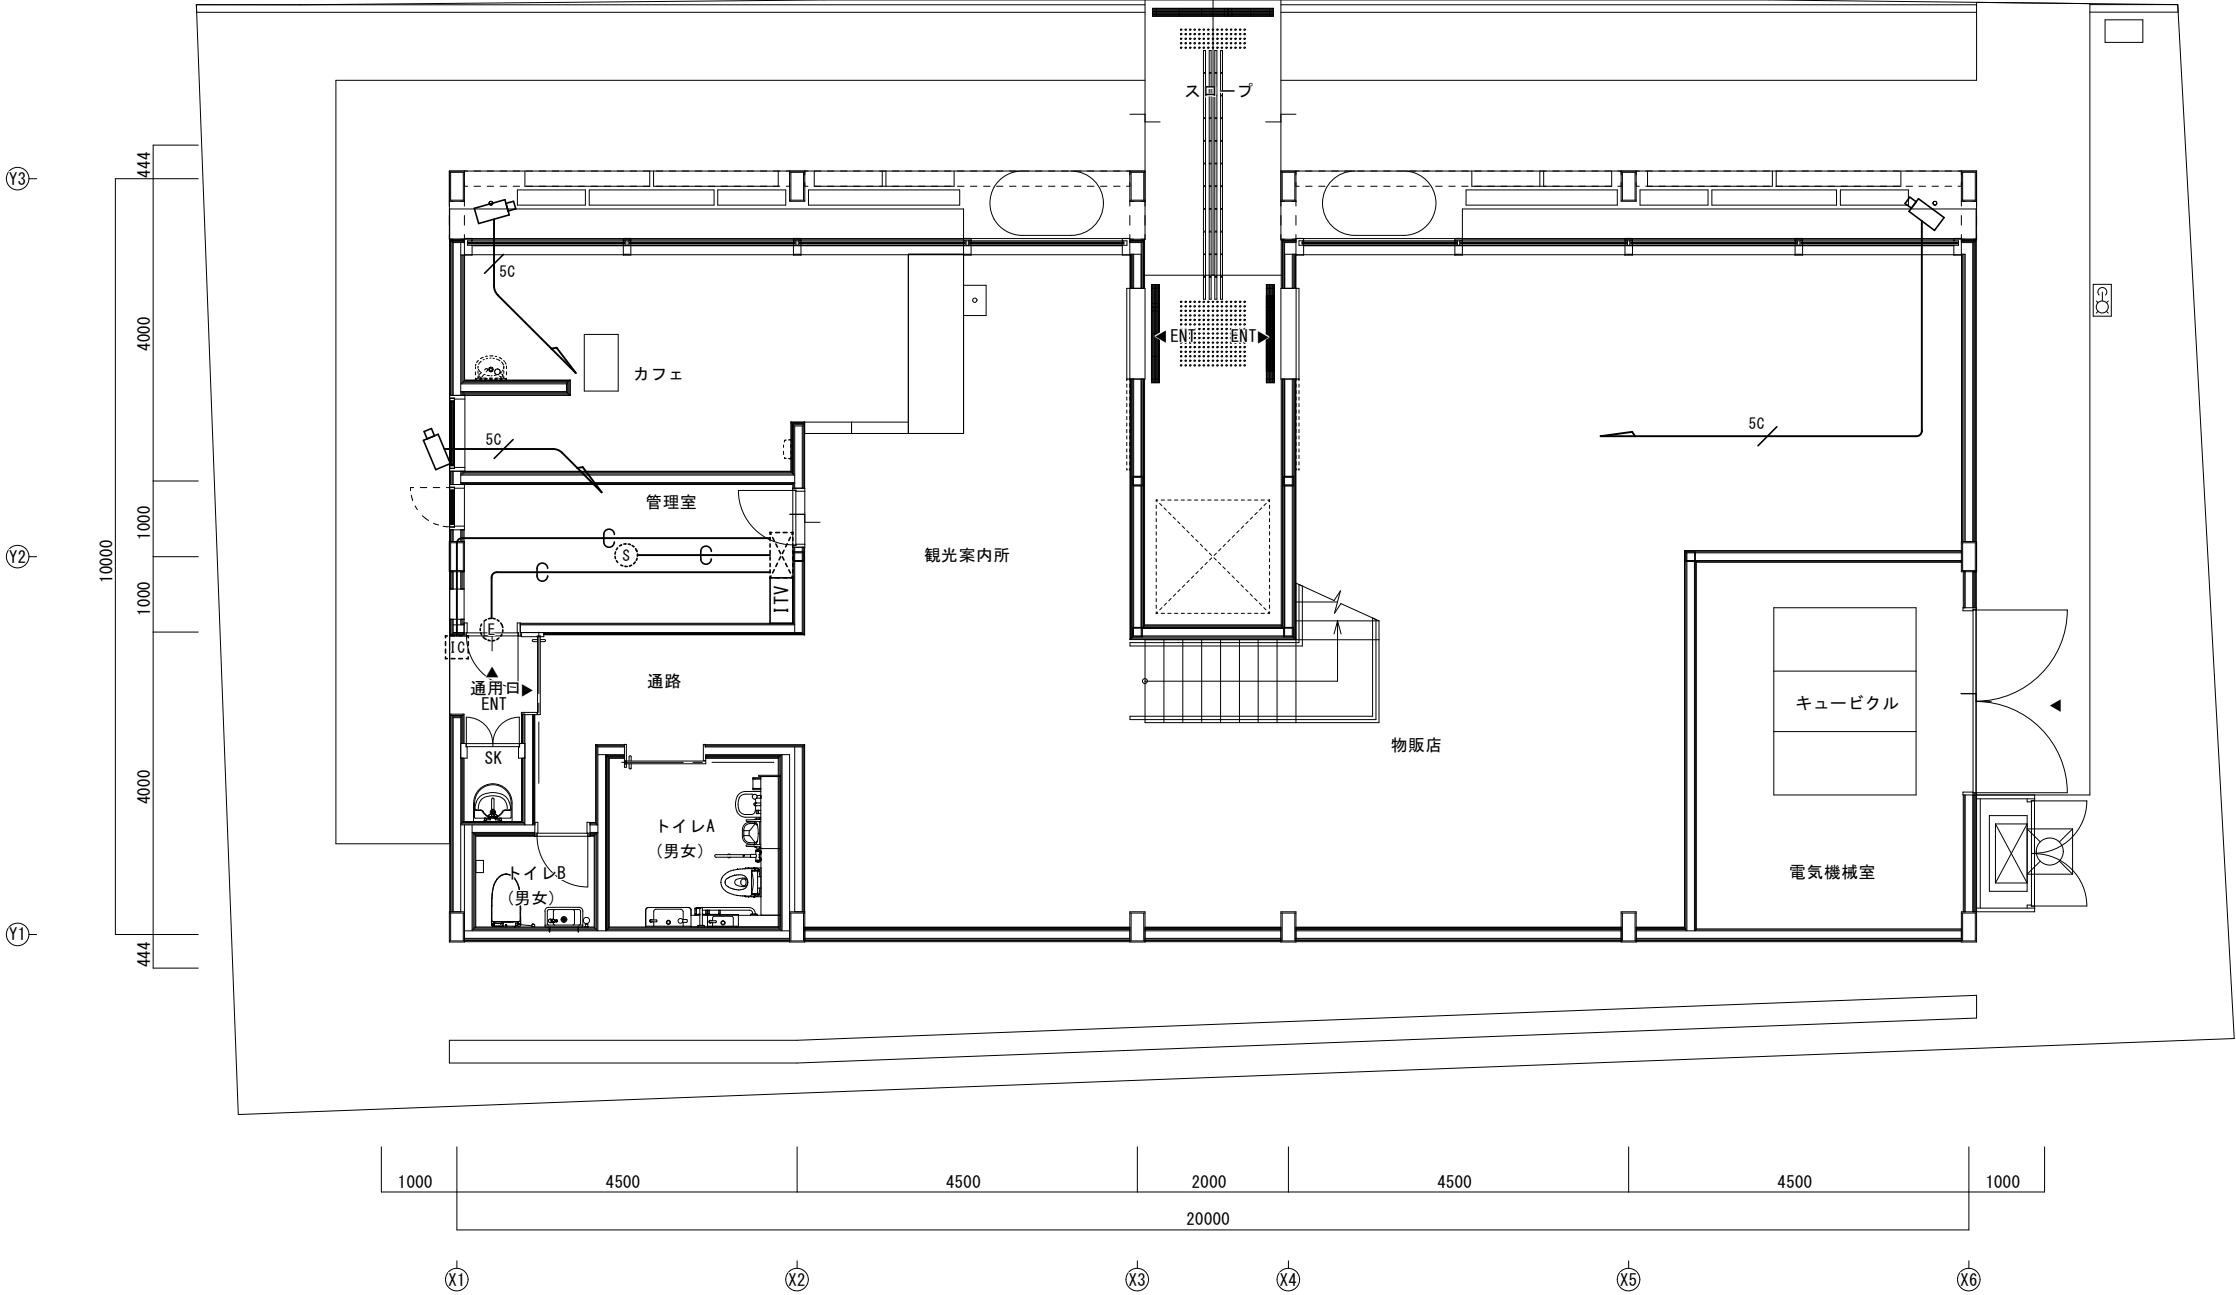 スロープ
444
Y3
5C
4000
ENT
ENT
カフェ
5C
5C
管理室
1000
C
C
S
Y2
10000
観光案内所
C
1000
ITV
E
IC
通路
通用口
ENT
キュービクル
物販店
SK
4000
トイレA
(男女)
トイレB
(男女)
電気機械室
Y1
444
1000
4500
4500
2000
4500
4500
1000
20000
X1
X2
X3
X4
X5
X6